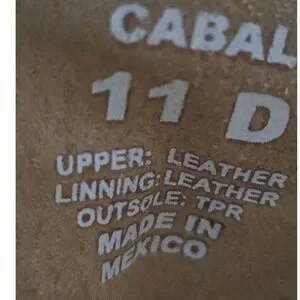 CABAL
11 D
UPPER: LEATHER
LINNING: LEATHER
OUTSOLE: TPR
MADE IN
MEXICO